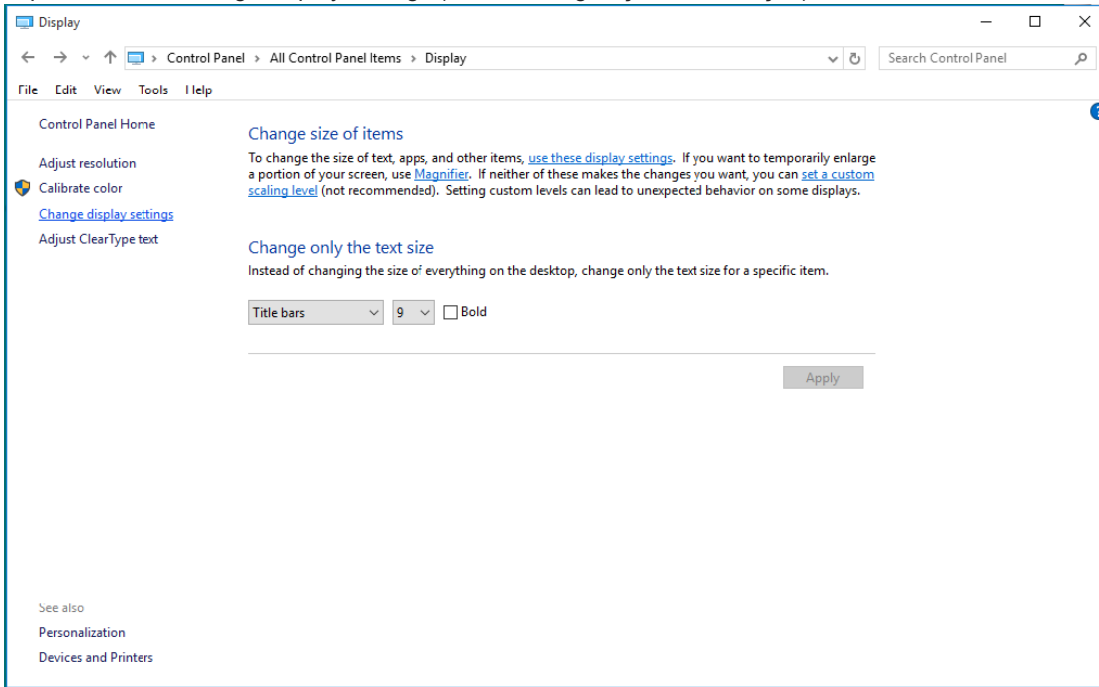 Display
Control Panel > All Control Panel Items > Display
Search Control Panel
File Edit View Tools Help
Control Panel Home
Adjust resolution
Calibrate color
Change display settings
Adjust ClearType text
Change size of items
To change the size of text, apps, and other items, use these display settings. If you want to temporarily enlarge
a portion of your screen, use Magnifier. If neither of these makes the changes you want, you can set a custom
scaling level (not recommended). Setting custom levels can lead to unexpected behavior on some displays.
Change only the text size
Instead of changing the size of everything on the desktop, change only the text size for a specific item.
Title bars 9 Bold
Apply
See also
Personalization
Devices and Printers